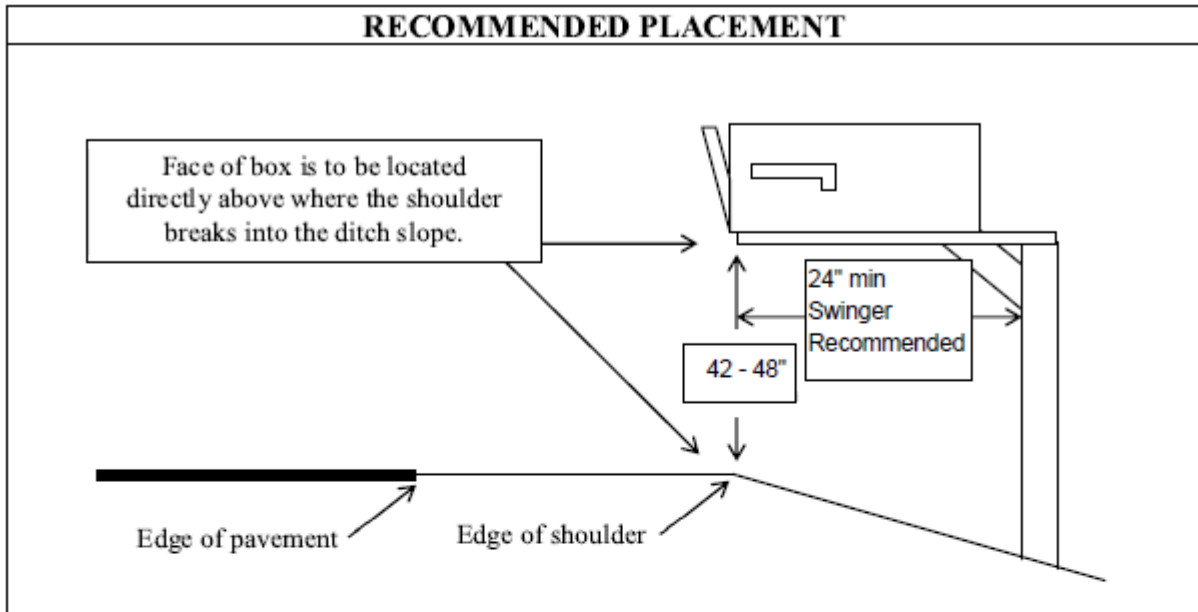 RECOMMENDED PLACEMENT
Face of box is to be located
directly above where the shoulder
breaks into the ditch slope.
24" min
Swinger
Recommended
42 - 48"
Edge of pavement
Edge of shoulder